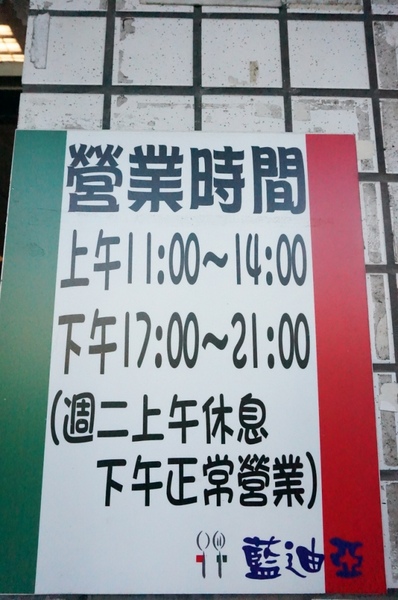 營業時間
上午11:00~14:00
下午17:00~21:00
(週二上午休息
下午正常營業)
藍迪亞